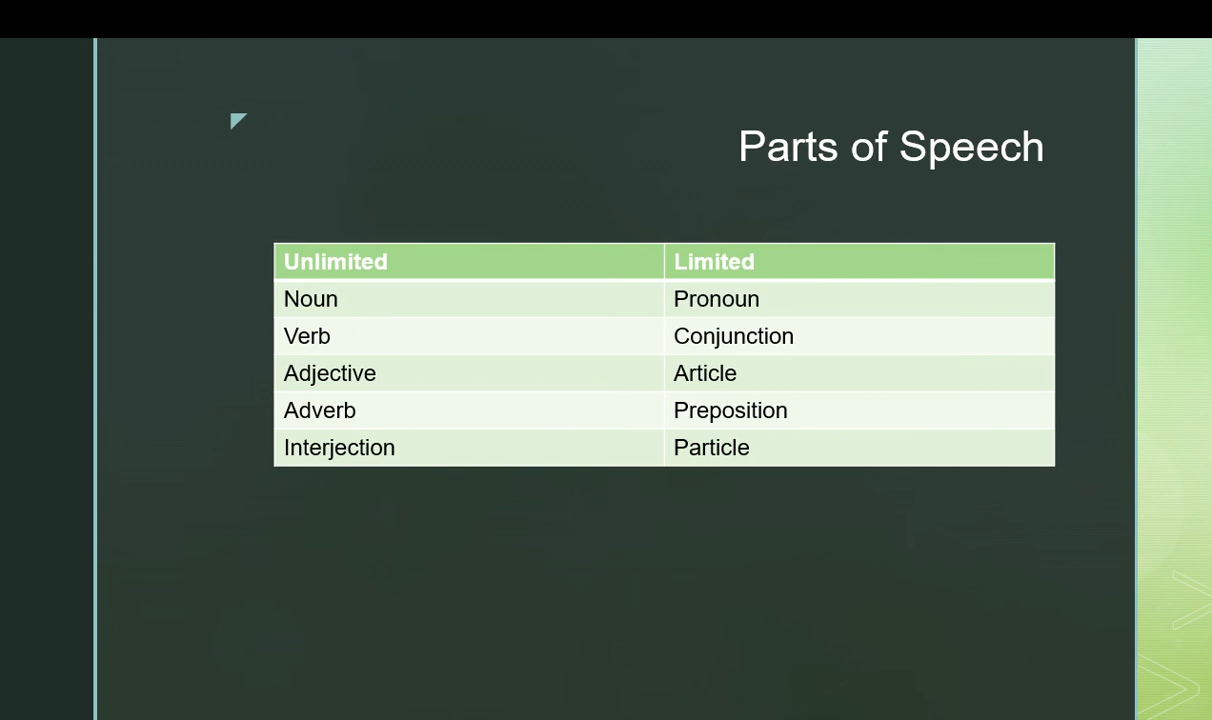 Parts of Speech
Unlimited Limited
Noun Pronoun
Verb Conjunction
Adjective Article
Adverb Preposition
Interjection Particle